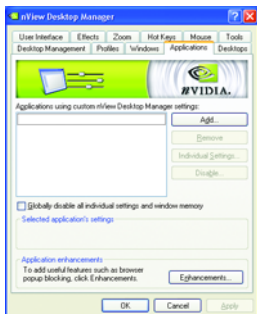 nView Desktop Manager
User Interface Effects Zoom Hot Keys Mouse Tools
Desktop Management Profiles Windows Applications Desktops
NVIDIA.
Applications using custom nView Desktop Manager settings:
Add...
Remove
Individual Settings...
Disable...
Globally disable all individual settings and window memory
Selected application's settings
Application enhancements
To add useful features such as browser
popup blocking, click Enhancements.
Enhancements...
OK Cancel Apply